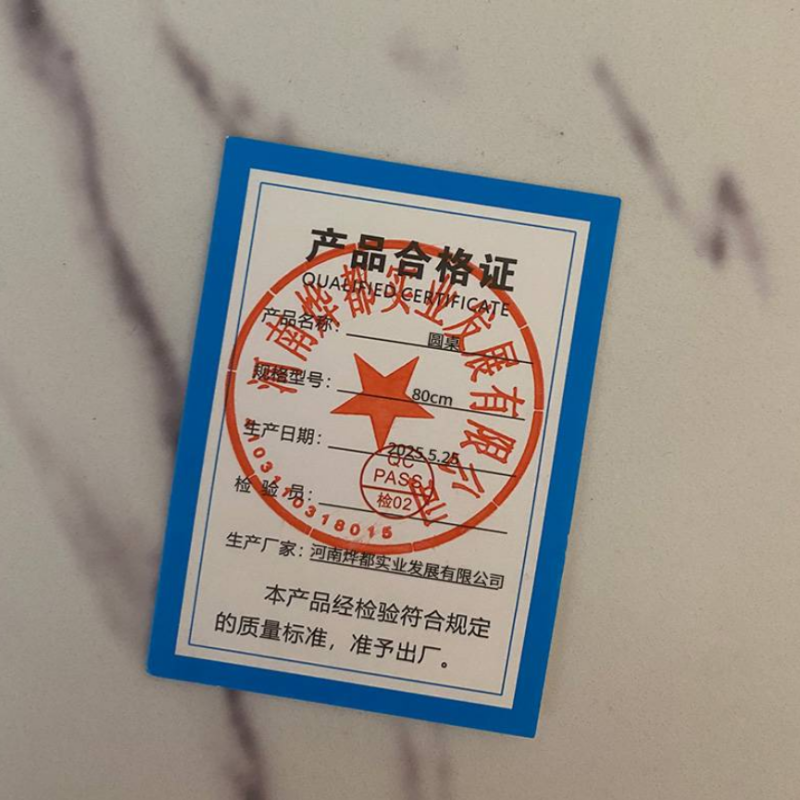 产品合格证
QUALIFIED CERTIFICATE
产品名称：圆桌
规格型号：80cm
生产日期：2025.5.25
检 验 员：
QC
PASS
检02
生产厂家：河南烨都实业发展有限公司
本产品经检验符合规定
的质量标准，准予出厂。
河南烨都实业发展有限公司